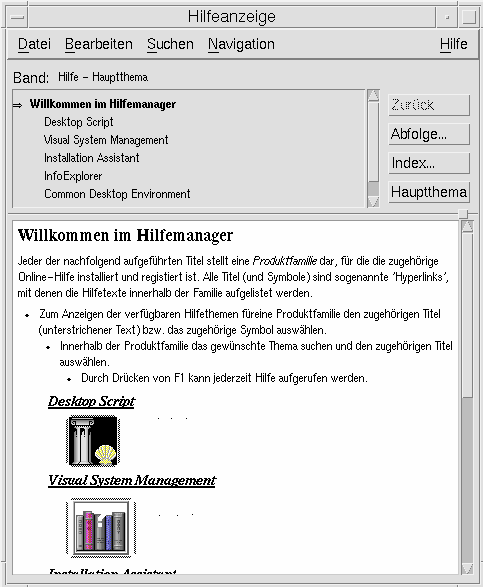 Hilfeanzeige
Datei Bearbeiten Suchen Navigation Hilfe
Band: Hilfe - Hauptthema
Willkommen im Hilfemanager
Desktop Script
Visual System Management
Installation Assistant
InfoExplorer
Common Desktop Environment
Zurück
Abfolge...
Index...
Hauptthema
Willkommen im Hilfemanager
Jeder der nachfolgend aufgeführten Titel stellt eine Produktfamilie dar, für die die zugehörige
Online-Hilfe installiert und registiert ist. Alle Titel (und Symbole) sind sogenannte 'Hyperlinks',
mit denen die Hilfetexte innerhalb der Familie aufgelistet werden.
• Zum Anzeigen der verfügbaren Hilfethemen füreine Produktfamilie den zugehörigen Titel
(unterstrichener Text) bzw. das zugehörige Symbol auswählen.
• Innerhalb der Produktfamilie das gewünschte Thema suchen und den zugehörigen Titel
auswählen.
• Durch Drücken von F1 kann jederzeit Hilfe aufgerufen werden.
Desktop Script
. . .
Visual System Management
. . .
Installation Assistant